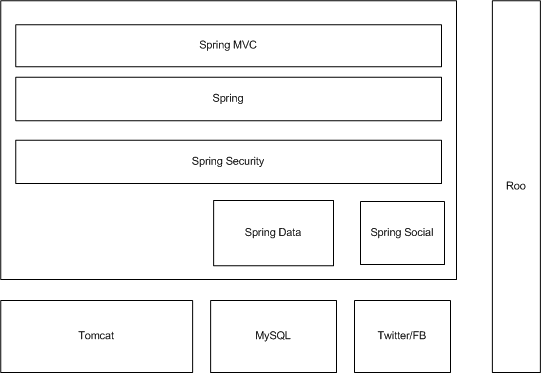 Spring MVC
Spring
Spring Security
Roo
Spring Data
Spring Social
Tomcat
MySQL
Twitter/FB